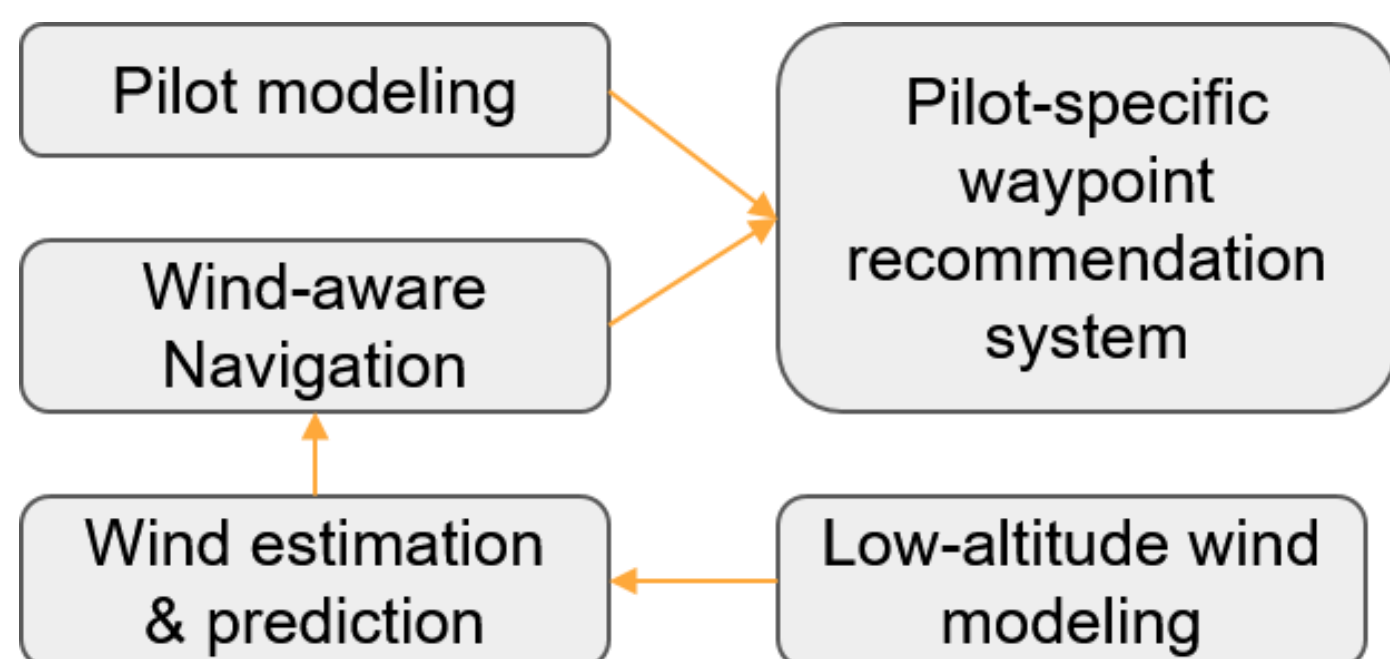 Pilot modeling
Pilot-specific
waypoint
recommendation
system
Wind-aware
Navigation
Wind estimation
& prediction
Low-altitude wind
modeling